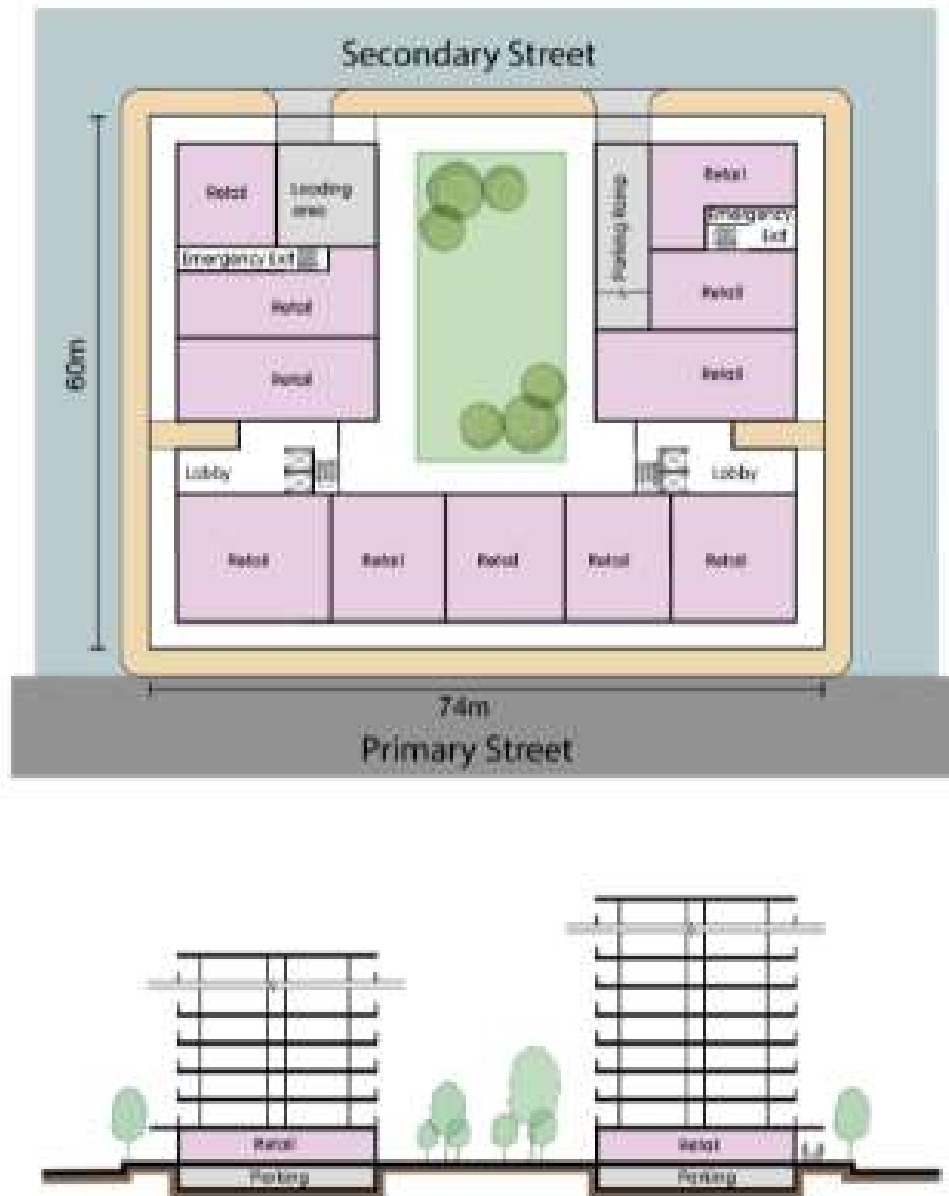 Secondary Street
Retail
Loading
area
Parking Ramp
Retail
Emergency
Exit
Emergency Exit
Retail
Retail
60m
Retail
Retail
Lobby
Lobby
Retail
Retail
Retail
Retail
Retail
74m
Primary Street
Retail
Retail
Parking
Parking